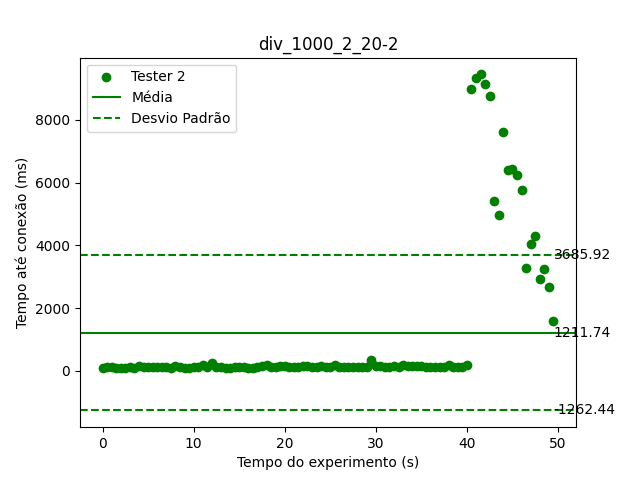 div_1000_2_20-2
Tester 2
Média
Desvio Padrão
Tempo até conexão (ms)
8000
6000
4000
2000
0
3685.92
1211.74
-1262.44
0 10 20 30 40 50
Tempo do experimento (s)